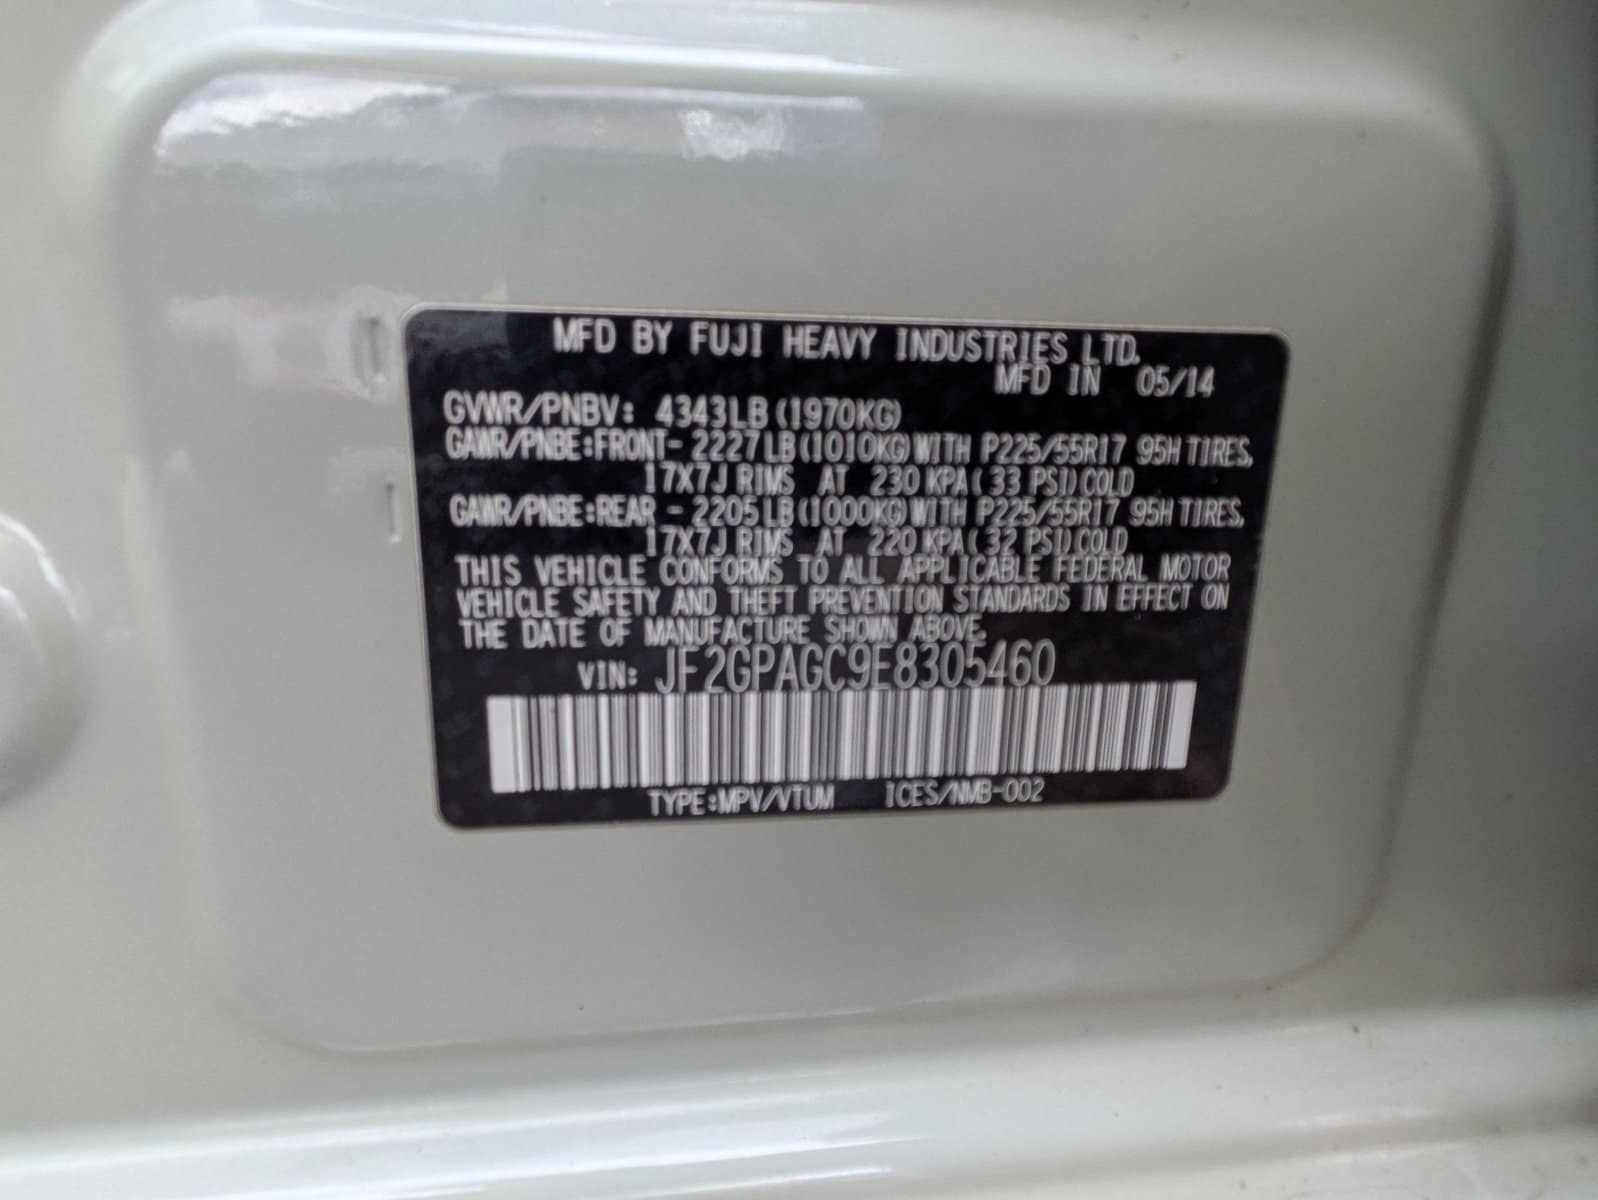 MFD BY FUJI HEAVY INDUSTRIES LTD.
MFD IN 05/14
GVWR/PNBV: 4343LB (1970KG)
GAWR/PNBE:FRONT- 2227LB(1010KG)WITH P225/55R17 95H TIRES,
17X7J RIMS AT 230 KPA( 33 PSI)COLD
GAWR/PNBE:REAR - 2205LB(1000KG)WITH P225/55R17 95H TIRES,
17X7J RIMS AT 220 KPA( 32 PSI)COLD
THIS VEHICLE CONFORMS TO ALL APPLICABLE FEDERAL MOTOR
VEHICLE SAFETY AND THEFT PREVENTION STANDARDS IN EFFECT ON
THE DATE OF MANUFACTURE SHOWN ABOVE.
VIN: JF2GPAGC9E8305460
TYPE:MPV/VTUM ICES/NMB-002